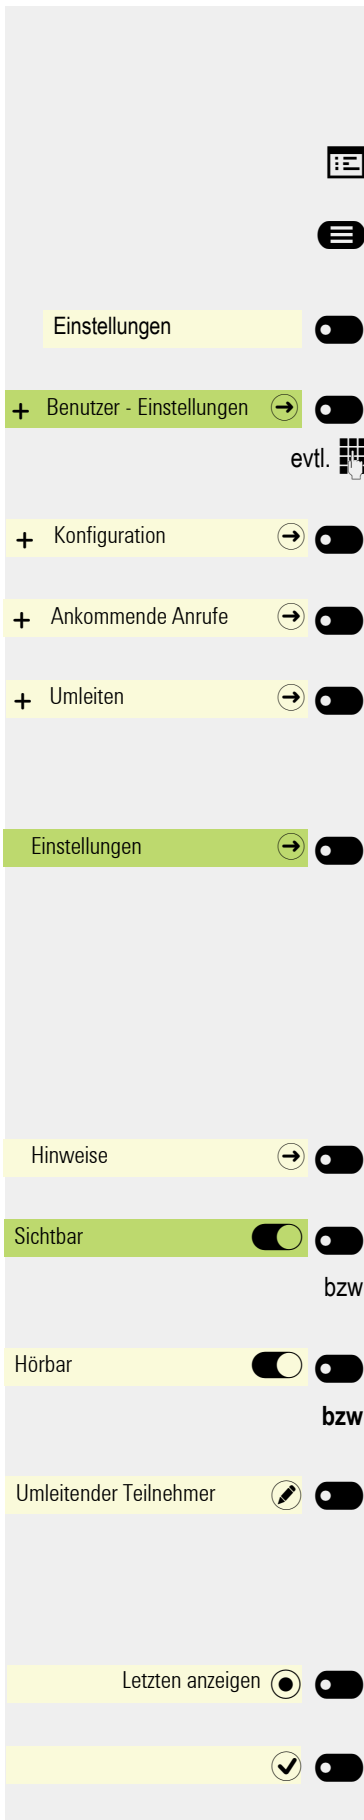 Einstellungen
+ Benutzer - Einstellungen
evtl.
+ Konfiguration
+ Ankommende Anrufe
+ Umleiten
Einstellungen
Hinweise
Sichtbar
bzw
Hörbar
bzw
Umleitender Teilnehmer
Letzten anzeigen